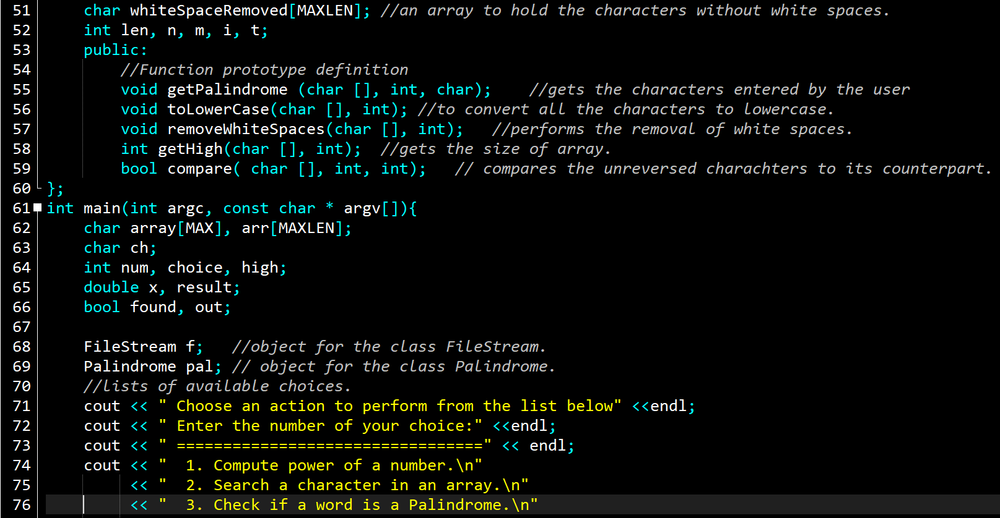 51 char whiteSpaceRemoved[MAXLEN]; //an array to hold the characters without white spaces.
52 int len, n, m, i, t;
53 public:
54 //Function prototype definition
55 void getPalindrome (char [], int, char); //gets the characters entered by the user
56 void toLowerCase(char [], int); //to convert all the characters to lowercase.
57 void removeWhiteSpaces(char [], int); //performs the removal of white spaces.
58 int getHigh(char [], int); //gets the size of array.
59 bool compare( char [], int, int); // compares the unreversed charachters to its counterpart.
60 };
61 int main(int argc, const char * argv[]){
62 char array[MAX], arr[MAXLEN];
63 char ch;
64 int num, choice, high;
65 double x, result;
66 bool found, out;
67
68 FileStream f; //object for the class FileStream.
69 Palindrome pal; // object for the class Palindrome.
70 //lists of available choices.
71 cout << " Choose an action to perform from the list below" <<endl;
72 cout << " Enter the number of your choice:" <<endl;
73 cout << " =================================" << endl;
74 cout << "  1. Compute power of a number.\n"
75 << "  2. Search a character in an array.\n"
76 << "  3. Check if a word is a Palindrome.\n"